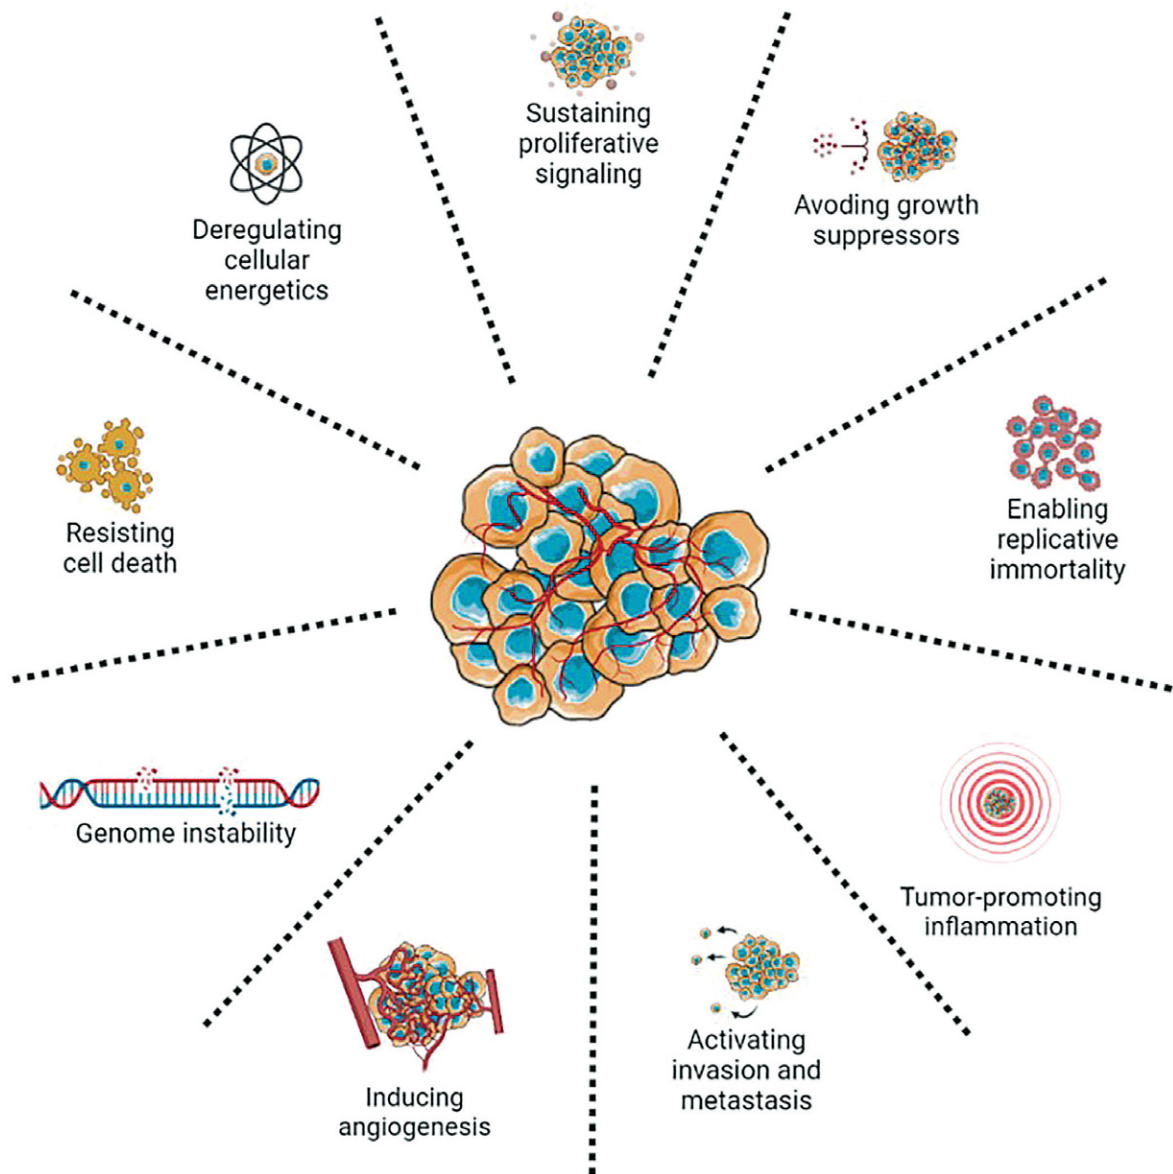 Sustaining
proliferative
signaling
Avoding growth
suppressors
Deregulating
cellular
energetics
Enabling
replicative
immortality
Resisting
cell death
Genome instability
Tumor-promoting
inflammation
Activating
invasion and
metastasis
Inducing
angiogenesis